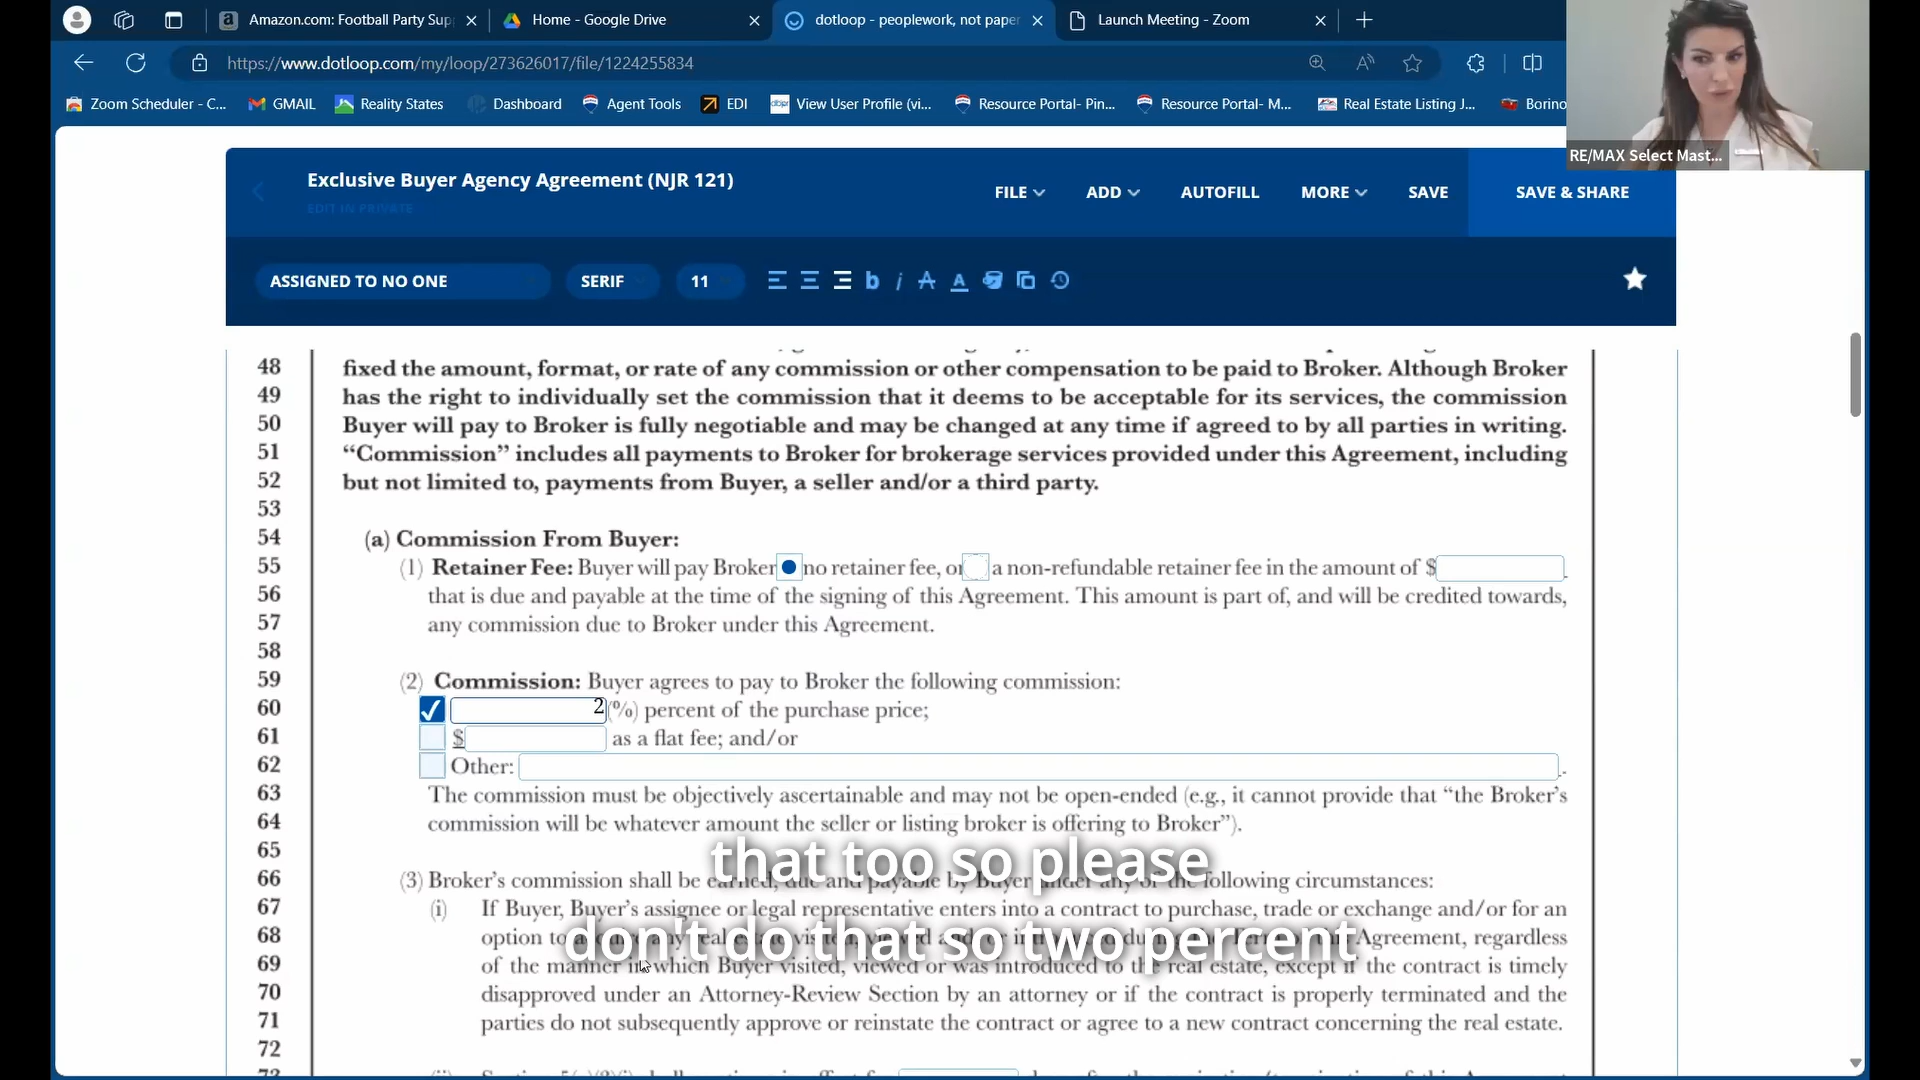 Amazon.com: Football Party Sup
Home - Google Drive
dotloop - peoplework, not paper
Launch Meeting - Zoom
https://www.dotloop.com/my/loop/273626017/file/1224255834
Zoom Scheduler - C...
GMAIL
Reality States
Dashboard
Agent Tools
EDI
View User Profile (vi...
Resource Portal- Pin...
Resource Portal- M...
Real Estate Listing J...
Borino
RE/MAX Select Mast...
Exclusive Buyer Agency Agreement (NJR 121)
EDIT IN PRIVATE
FILE
ADD
AUTOFILL
MORE
SAVE
SAVE & SHARE
ASSIGNED TO NO ONE
SERIF
11
48 fixed the amount, format, or rate of any commission or other compensation to be paid to Broker. Although Broker
49 has the right to individually set the commission that it deems to be acceptable for its services, the commission
50 Buyer will pay to Broker is fully negotiable and may be changed at any time if agreed to by all parties in writing.
51 “Commission” includes all payments to Broker for brokerage services provided under this Agreement, including
52 but not limited to, payments from Buyer, a seller and/or a third party.
53
54 (a) Commission From Buyer:
55 (1) Retainer Fee: Buyer will pay Broker no retainer fee, or a non-refundable retainer fee in the amount of $
56 that is due and payable at the time of the signing of this Agreement. This amount is part of, and will be credited towards,
57 any commission due to Broker under this Agreement.
58
59 (2) Commission: Buyer agrees to pay to Broker the following commission:
60 2 (%) percent of the purchase price;
61 $ as a flat fee; and/or
62 Other: .
63 The commission must be objectively ascertainable and may not be open-ended (e.g., it cannot provide that “the Broker’s
64 commission will be whatever amount the seller or listing broker is offering to Broker”).
65
66 (3) Broker’s commission shall be earned, due and payable by Buyer under any of the following circumstances:
67 (i) If Buyer, Buyer’s assignee or legal representative enters into a contract to purchase, trade or exchange and/or for an
68 option to Agreement, regardless
69 of the manner in which Buyer visited, viewed or was introduced to the real estate, except if the contract is timely
70 disapproved under an Attorney-Review Section by an attorney or if the contract is properly terminated and the
71 parties do not subsequently approve or reinstate the contract or agree to a new contract concerning the real estate.
72
73
that too so please
don't do that so two percent